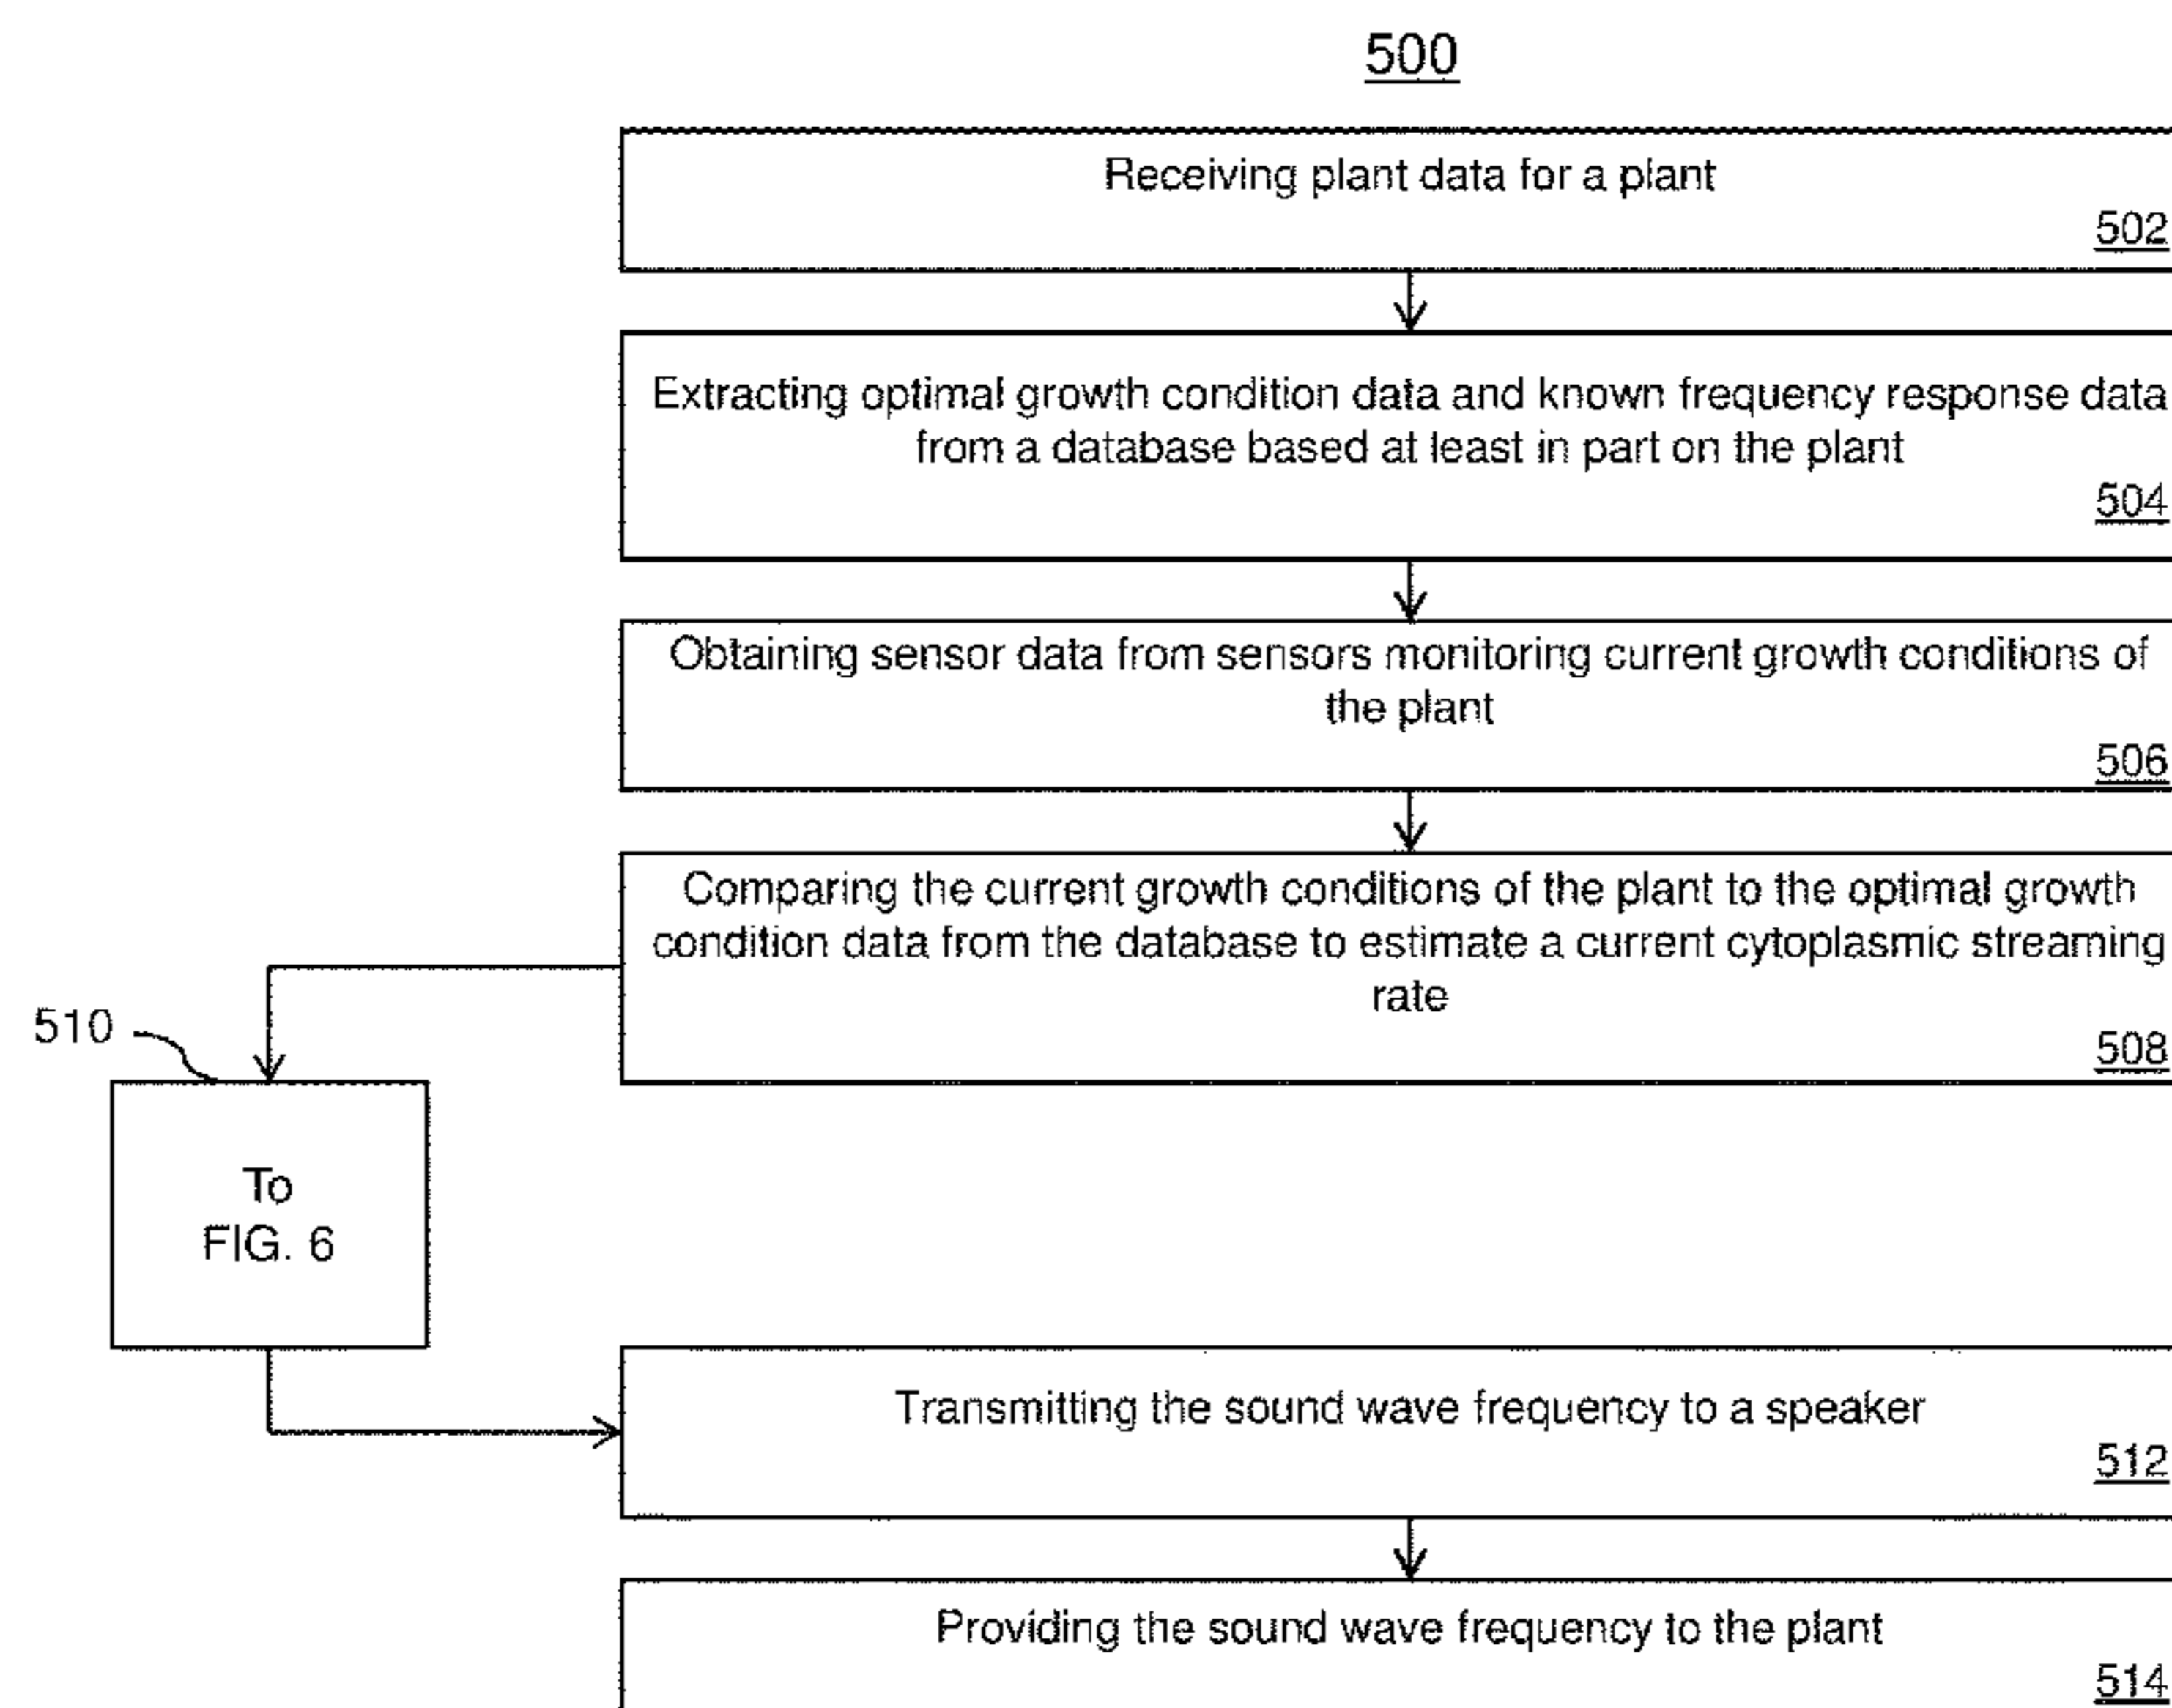 500
Receiving plant data for a plant
502
Extracting optimal growth condition data and known frequency response data
from a database based at least in part on the plant
504
Obtaining sensor data from sensors monitoring current growth conditions of
the plant
506
Comparing the current growth conditions of the plant to the optimal growth
condition data from the database to estimate a current cytoplasmic streaming
rate
508
510
To
FIG. 6
Transmitting the sound wave frequency to a speaker
512
Providing the sound wave frequency to the plant
514